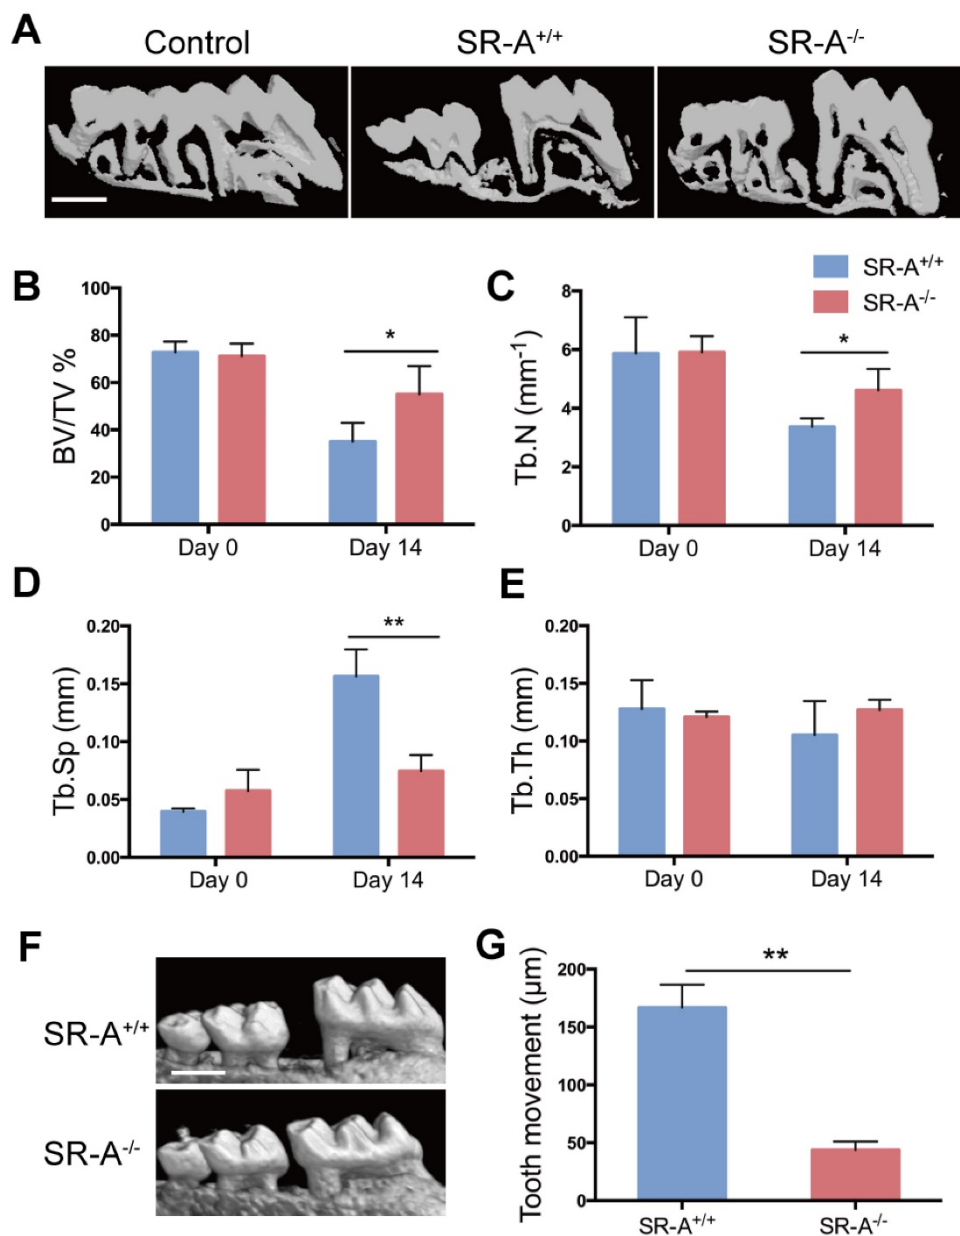 A
Control SR-A+/+ SR-A-/-
SR-A+/+
SR-A-/-
B
BV/TV %
100
80
60
40
20
0
*
Day 0 Day 14
C
Tb.N (mm-1)
8
6
4
2
0
*
Day 0 Day 14
D
Tb.Sp (mm)
0.20
0.15
0.10
0.05
0.00
**
Day 0 Day 14
E
Tb.Th (mm)
0.20
0.15
0.10
0.05
0.00
Day 0 Day 14
F
SR-A+/+
SR-A-/-
G
Tooth movement (μm)
200
150
100
50
0
**
SR-A+/+ SR-A-/-